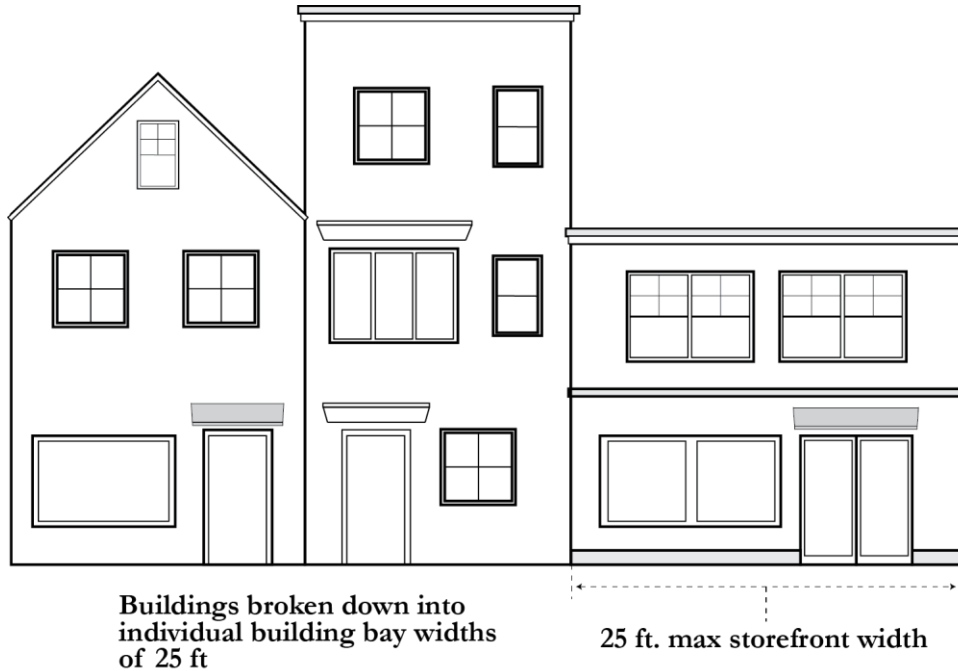 Buildings broken down into
individual building bay widths
of 25 ft
25 ft. max storefront width